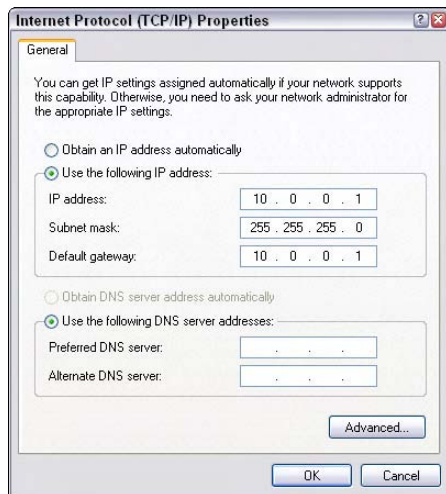 Internet Protocol (TCP/IP) Properties
General
You can get IP settings assigned automatically if your network supports
this capability. Otherwise, you need to ask your network administrator for
the appropriate IP settings.
Obtain an IP address automatically
Use the following IP address:
IP address: 10 . 0 . 0 . 1
Subnet mask: 255 . 255 . 255 . 0
Default gateway: 10 . 0 . 0 . 1
Obtain DNS server address automatically
Use the following DNS server addresses:
Preferred DNS server: . . .
Alternate DNS server: . . .
Advanced...
OK Cancel